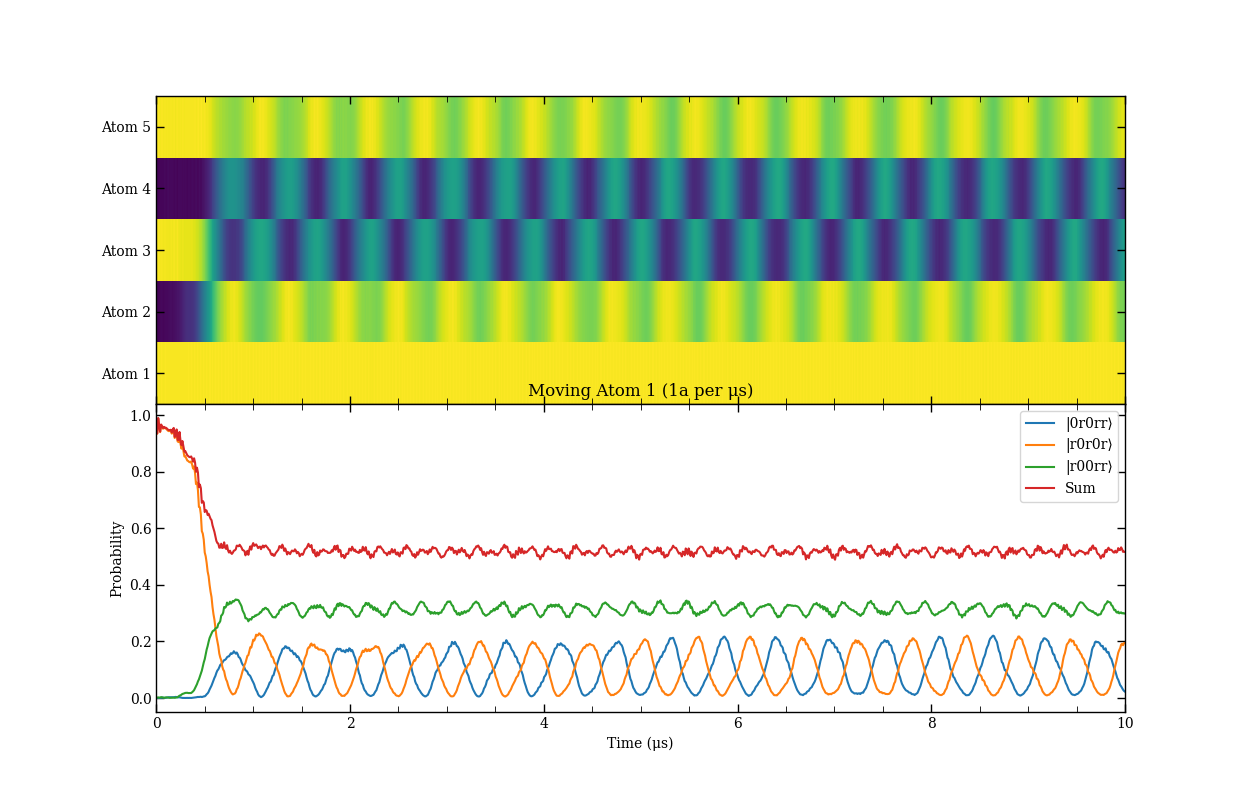 Atom 5
Atom 4
Atom 3
Atom 2
Atom 1
Moving Atom 1 (1a per μs)
1.0
0.8
0.6
0.4
0.2
0.0
Probability
|0r0rr⟩
|r0r0r⟩
|r00rr⟩
Sum
0 2 4 6 8 10
Time (μs)